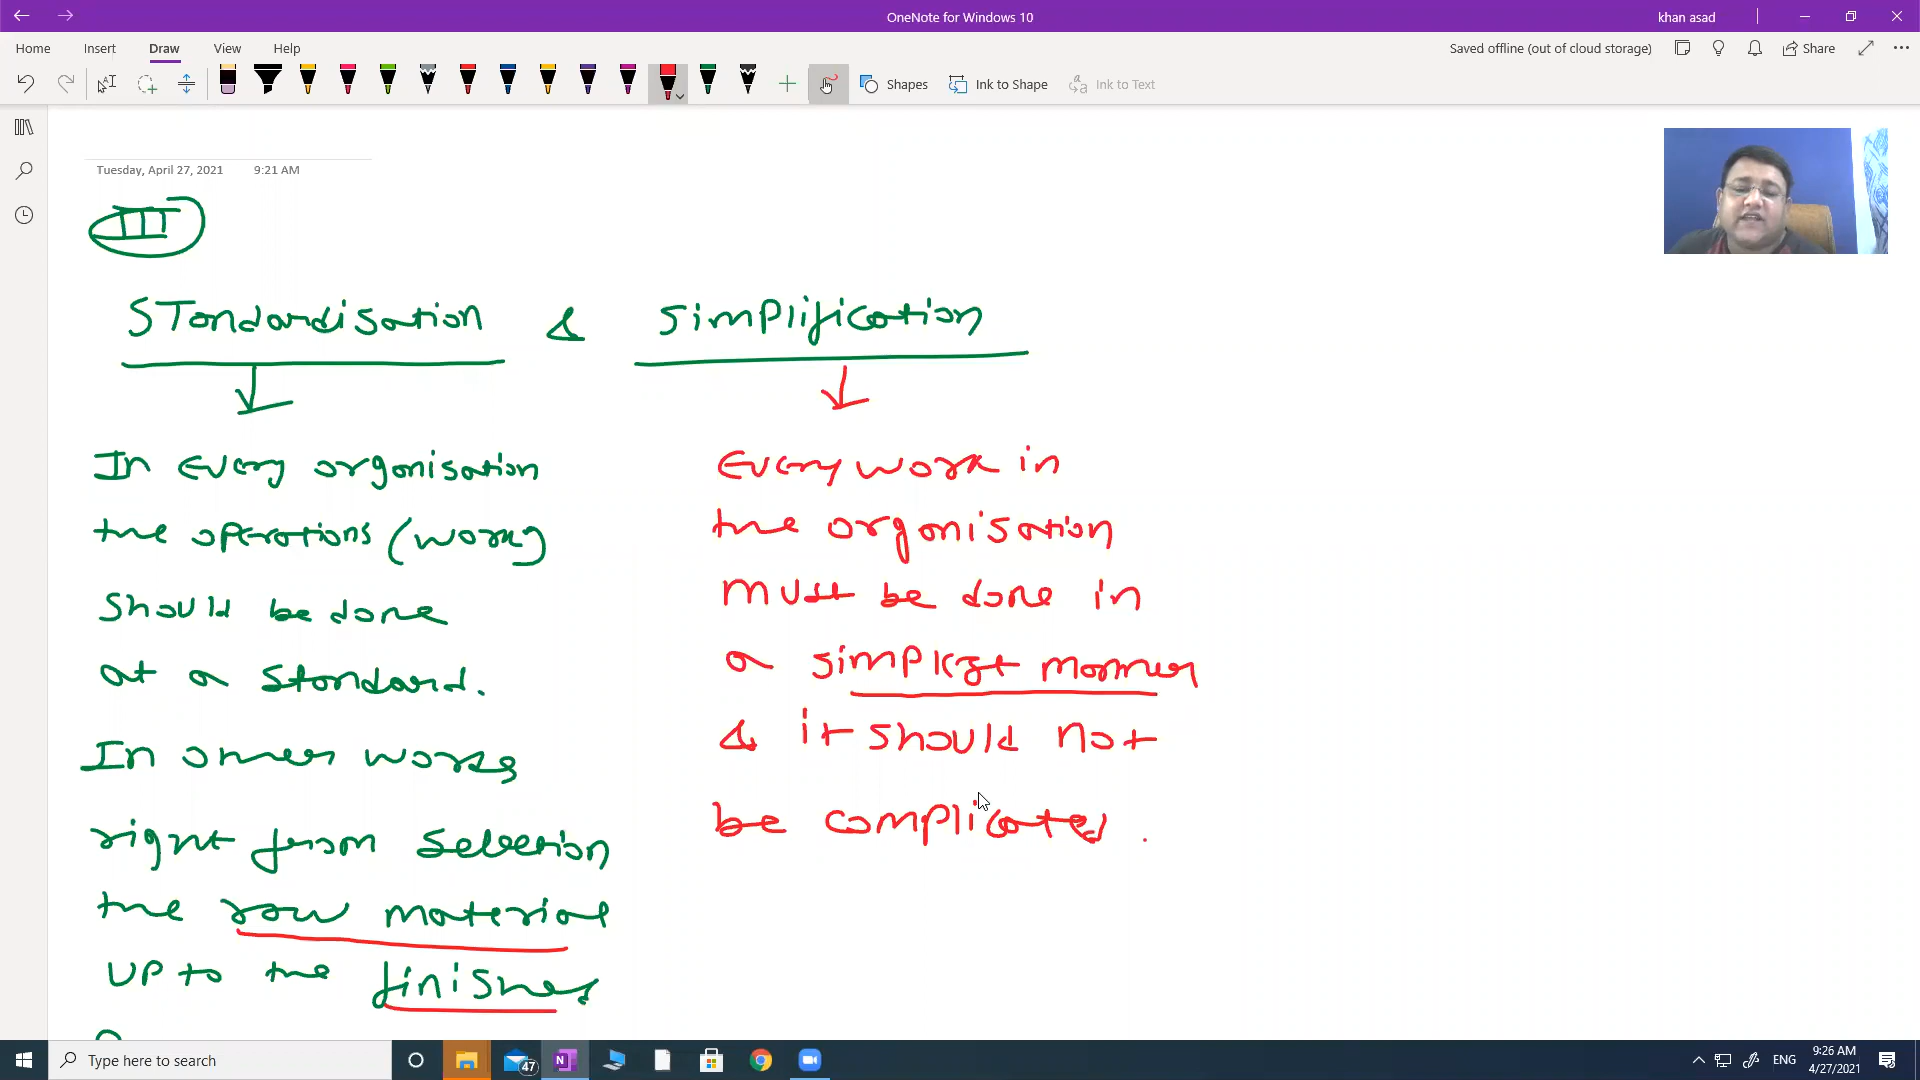 OneNote for Windows 10
khan asad
Home Insert Draw View Help
Saved offline (out of cloud storage) Share
Shapes Ink to Shape Ink to Text
Tuesday, April 27, 2021 9:21 AM
III
Standardisation & Simplification
In every organisation
the operations (work)
should be done
at a standard.
In other works
right from selection
the raw material
up to the finished
Every work in
the organisation
must be done in
a simplest manner
& it should not
be complicated.
Type here to search
47
ENG
9:26 AM
4/27/2021